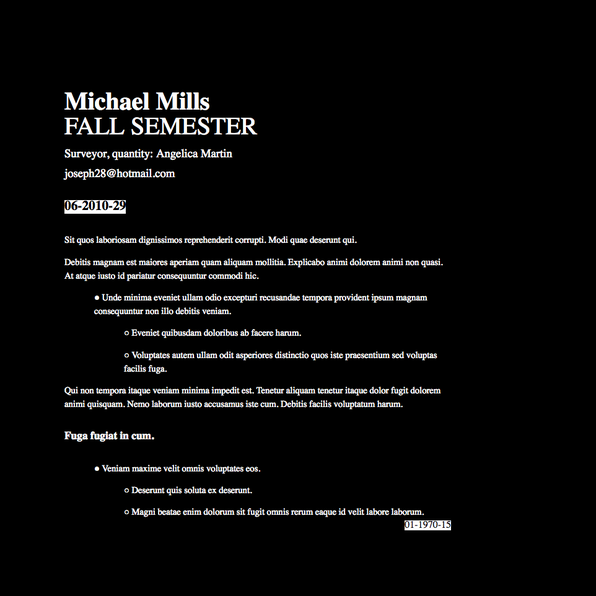 Michael Mills
FALL SEMESTER
Surveyor, quantity: Angelica Martin
joseph28@hotmail.com
06-2010-29
Sit quos laboriosam dignissimos reprehenderit corrupti. Modi quae deserunt qui.
Debitis magnam est maiores aperiam quam aliquam mollitia. Explicabo animi dolorem animi non quasi.
At atque iusto id pariatur consequuntur commodi hic.
● Unde minima eveniet ullam odio excepturi recusandae tempora provident ipsum magnam
consequuntur non illo debitis veniam.
○ Eveniet quibusdam doloribus ab facere harum.
○ Voluptates autem ullam odit asperiores distinctio quos iste praesentium sed voluptas
facilis fuga.
Qui non tempora itaque veniam minima impedit est. Tenetur aliquam tenetur itaque dolor fugit dolorem
animi quisquam. Nemo laborum iusto accusamus iste cum. Debitis facilis voluptatum harum.
Fuga fugiat in cum.
● Veniam maxime velit omnis voluptates eos.
○ Deserunt quis soluta ex deserunt.
○ Magni beatae enim dolorum sit fugit omnis rerum eaque id velit labore laborum.
01-1970-15